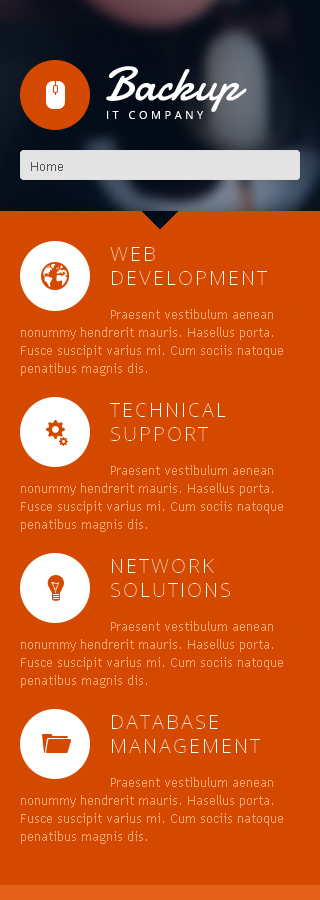 Backup
IT COMPANY
Home
WEB
DEVELOPMENT
Praesent vestibulum aenean
nonummy hendrerit mauris. Hasellus porta.
Fusce suscipit varius mi. Cum sociis natoque
penatibus magnis dis.
TECHNICAL
SUPPORT
Praesent vestibulum aenean
nonummy hendrerit mauris. Hasellus porta.
Fusce suscipit varius mi. Cum sociis natoque
penatibus magnis dis.
NETWORK
SOLUTIONS
Praesent vestibulum aenean
nonummy hendrerit mauris. Hasellus porta.
Fusce suscipit varius mi. Cum sociis natoque
penatibus magnis dis.
DATABASE
MANAGEMENT
Praesent vestibulum aenean
nonummy hendrerit mauris. Hasellus porta.
Fusce suscipit varius mi. Cum sociis natoque
penatibus magnis dis.